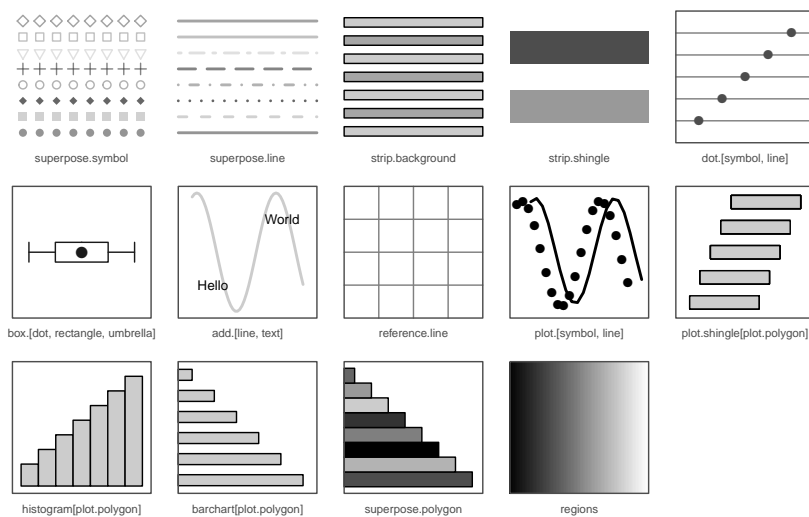 superpose.symbol
superpose.line
strip.background
strip.shingle
dot.[symbol, line]
World
Hello
box.[dot, rectangle, umbrella]
add.[line, text]
reference.line
plot.[symbol, line]
plot.shingle[plot.polygon]
histogram[plot.polygon]
barchart[plot.polygon]
superpose.polygon
regions